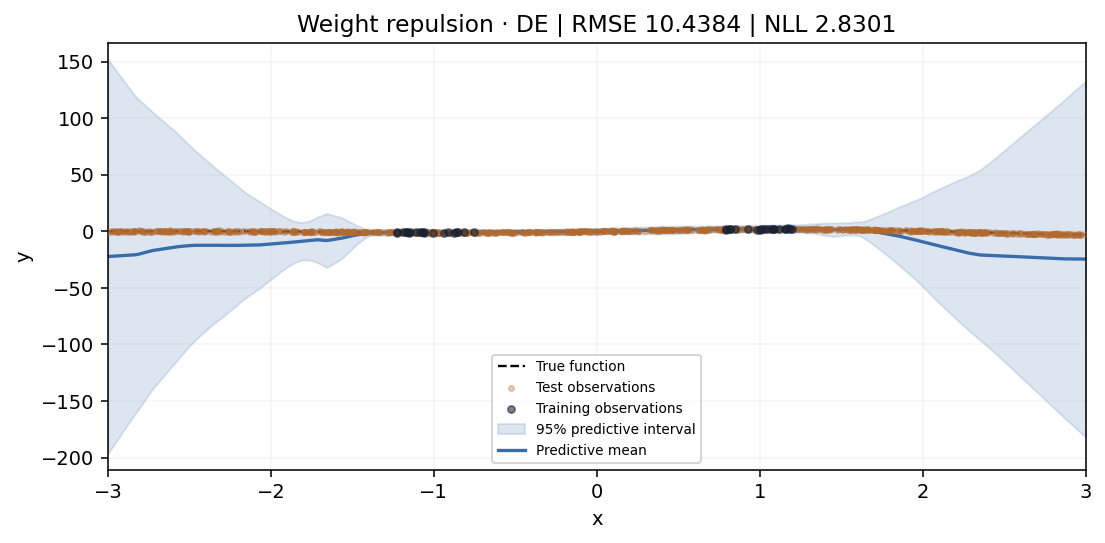 Weight repulsion · DE | RMSE 10.4384 | NLL 2.8301
150
100
50
0
−50
−100
−150
−200
y
−3
−2
−1
0
1
2
3
x
True function
Test observations
Training observations
95% predictive interval
Predictive mean